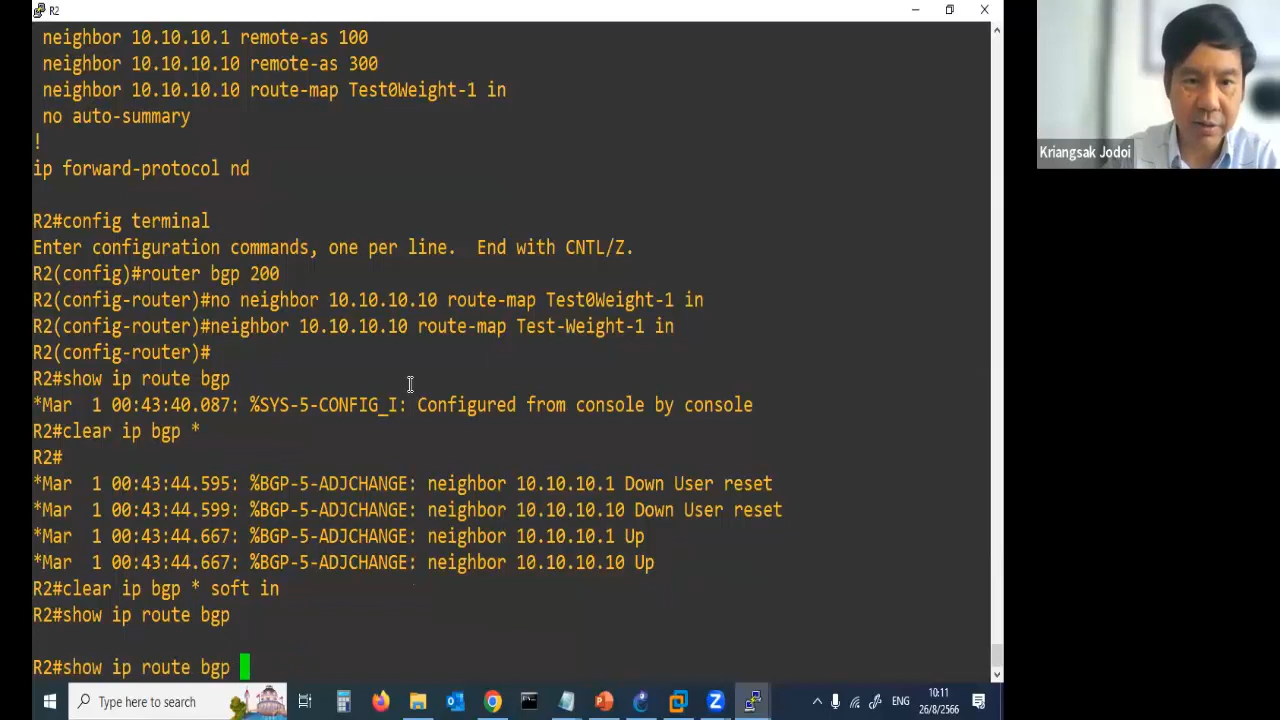 R2
neighbor 10.10.10.1 remote-as 100
neighbor 10.10.10.10 remote-as 300
neighbor 10.10.10.10 route-map Test0Weight-1 in
no auto-summary
!
ip forward-protocol nd
R2#config terminal
Enter configuration commands, one per line.  End with CNTL/Z.
R2(config)#router bgp 200
R2(config-router)#no neighbor 10.10.10.10 route-map Test0Weight-1 in
R2(config-router)#neighbor 10.10.10.10 route-map Test-Weight-1 in
R2(config-router)#
R2#show ip route bgp
*Mar  1 00:43:40.087: %SYS-5-CONFIG_I: Configured from console by console
R2#clear ip bgp *
R2#
*Mar  1 00:43:44.595: %BGP-5-ADJCHANGE: neighbor 10.10.10.1 Down User reset
*Mar  1 00:43:44.599: %BGP-5-ADJCHANGE: neighbor 10.10.10.10 Down User reset
*Mar  1 00:43:44.667: %BGP-5-ADJCHANGE: neighbor 10.10.10.1 Up
*Mar  1 00:43:44.667: %BGP-5-ADJCHANGE: neighbor 10.10.10.10 Up
R2#clear ip bgp * soft in
R2#show ip route bgp
R2#show ip route bgp
Kriangsak Jodoi
Type here to search
ENG
10:11
26/8/2566